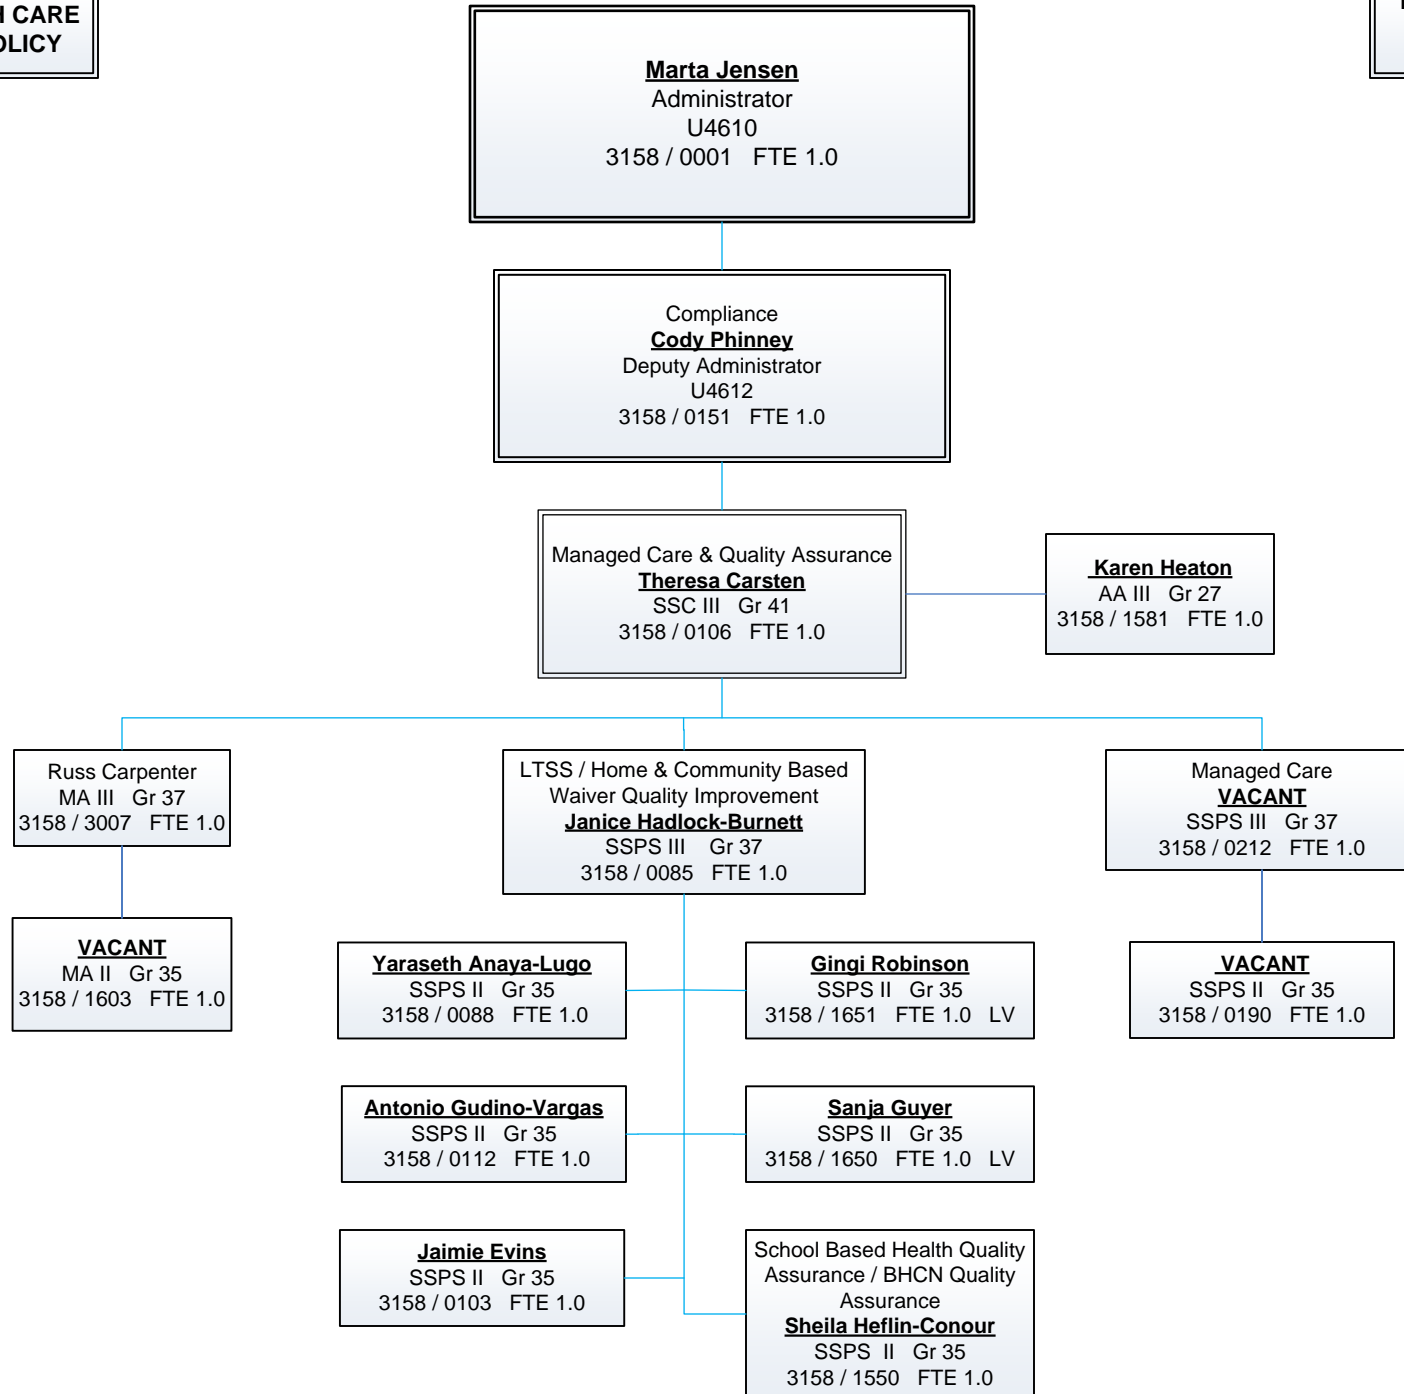 CARE
Marta Jensen
Administrator
U4610
3158 / 0001 FTE 1.0
Compliance
Cody Phinney
Deputy Administrator
U4612
3158 / 0151 FTE 1.0
Managed Care & Quality Assurance
Theresa Carsten
SSC III Gr 41
3158 / 0106 FTE 1.0
Karen Heaton
AA III Gr 27
3158 / 1581 FTE 1.0
Russ Carpenter
MA III Gr 37
3158 / 3007 FTE 1.0
LTSS / Home & Community Based
Waiver Quality Improvement
Janice Hadlock-Burnett
SSPS III Gr 37
3158 / 0085 FTE 1.0
Managed Care
VACANT
SSPS III Gr 37
3158 / 0212 FTE 1.0
VACANT
MA II Gr 35
3158 / 1603 FTE 1.0
Yaraseth Anaya-Lugo
SSPS II Gr 35
3158 / 0088 FTE 1.0
Gingi Robinson
SSPS II Gr 35
3158 / 1651 FTE 1.0 LV
VACANT
SSPS II Gr 35
3158 / 0190 FTE 1.0
Antonio Gudino-Vargas
SSPS II Gr 35
3158 / 0112 FTE 1.0
Sanja Guyer
SSPS II Gr 35
3158 / 1650 FTE 1.0 LV
Jaimie Evins
SSPS II Gr 35
3158 / 0103 FTE 1.0
School Based Health Quality
Assurance / BHCN Quality
Assurance
Sheila Heflin-Conour
SSPS II Gr 35
3158 / 1550 FTE 1.0